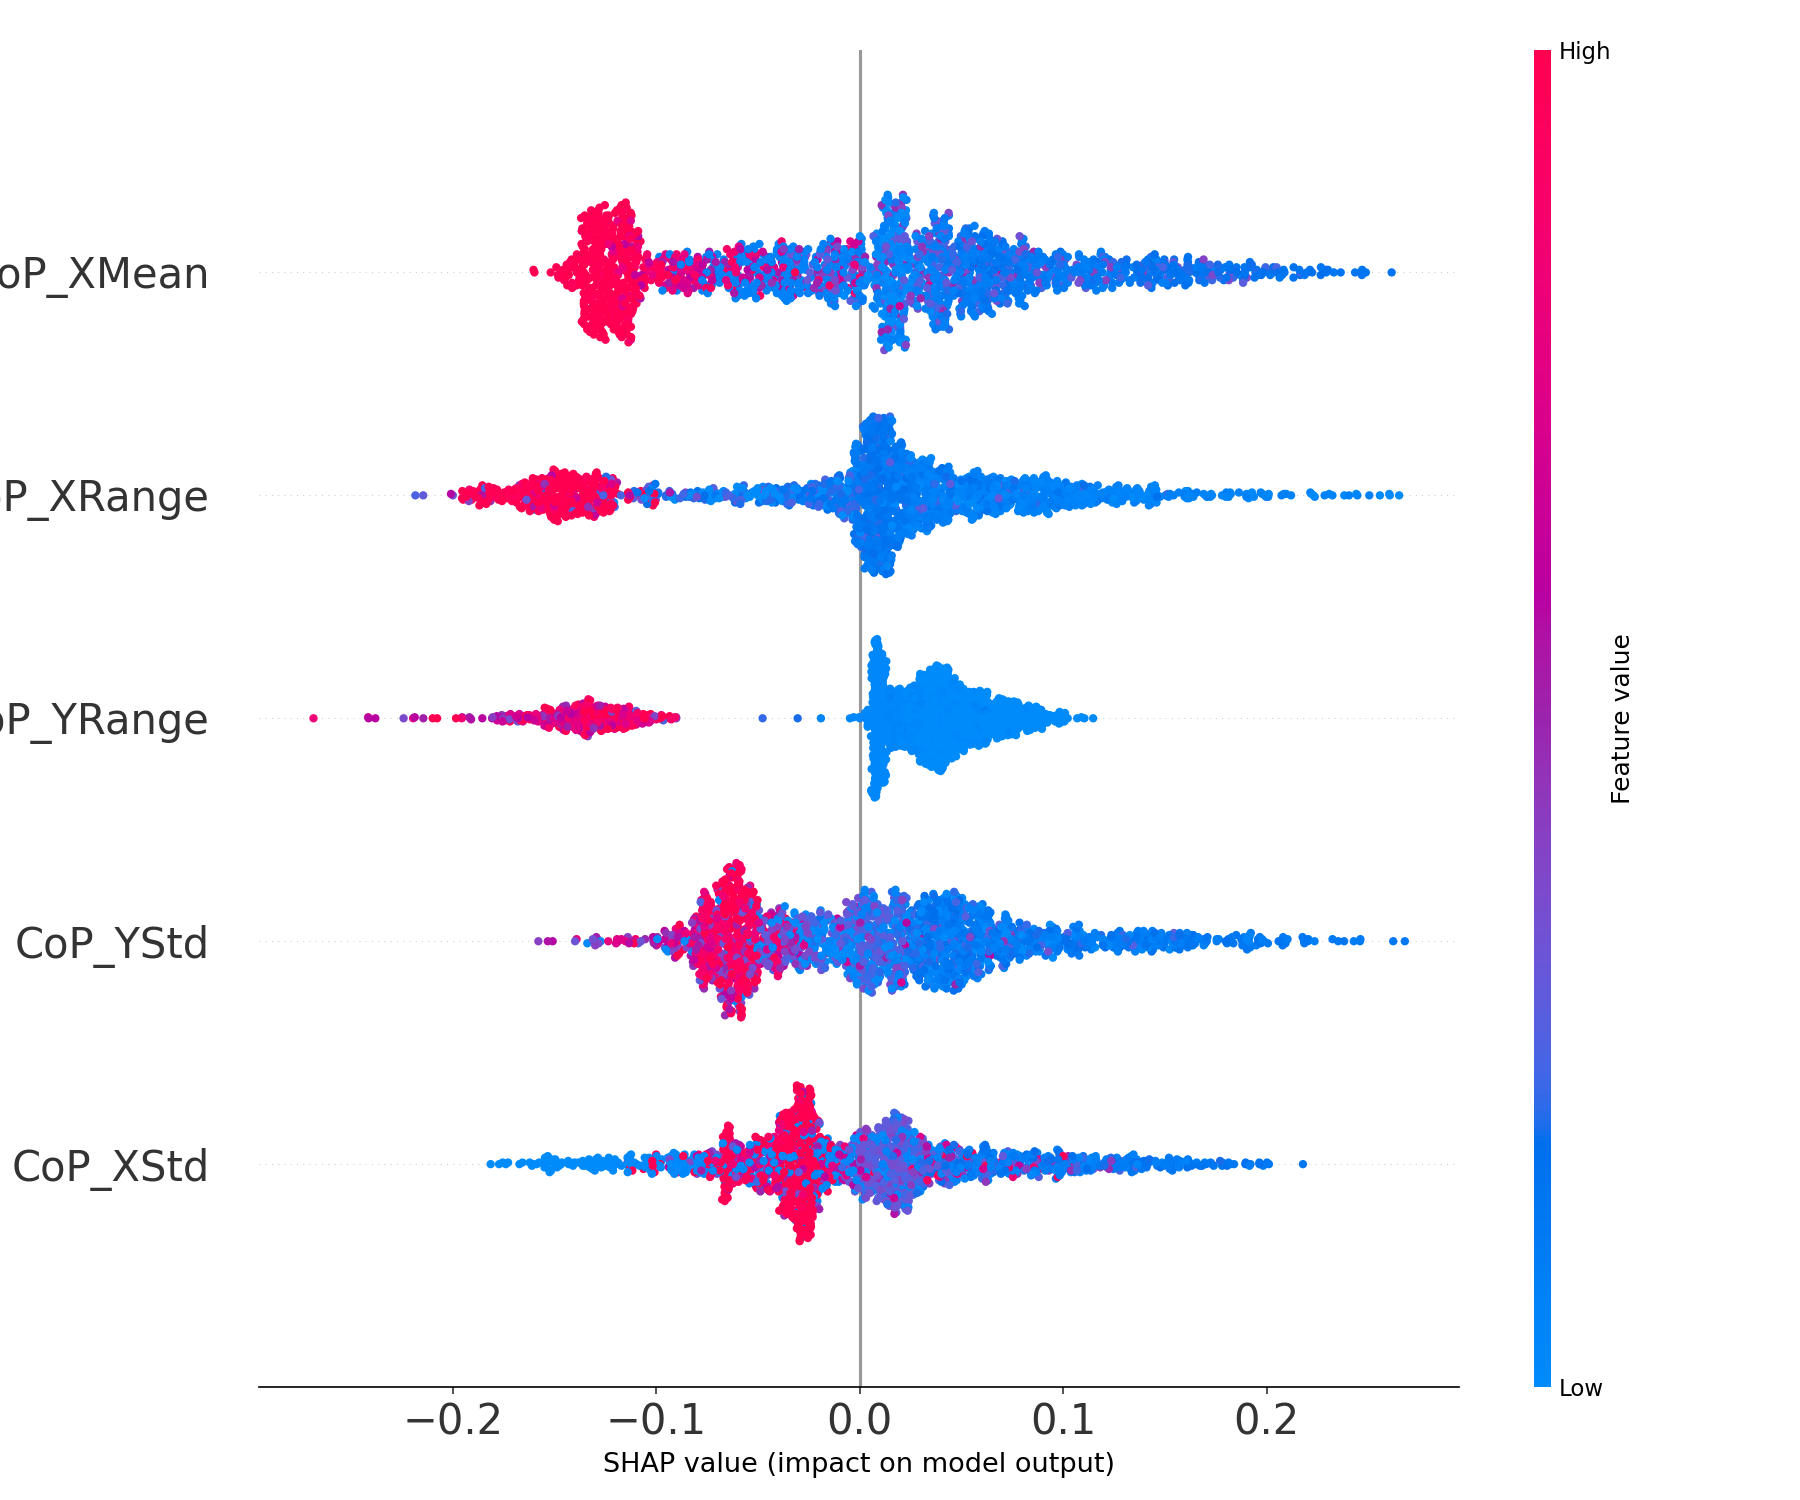 High
oP_XMean
P_XRange
oP_YRange
Feature value
CoP_YStd
CoP_XStd
Low
−0.2 −0.1 0.0 0.1 0.2
SHAP value (impact on model output)